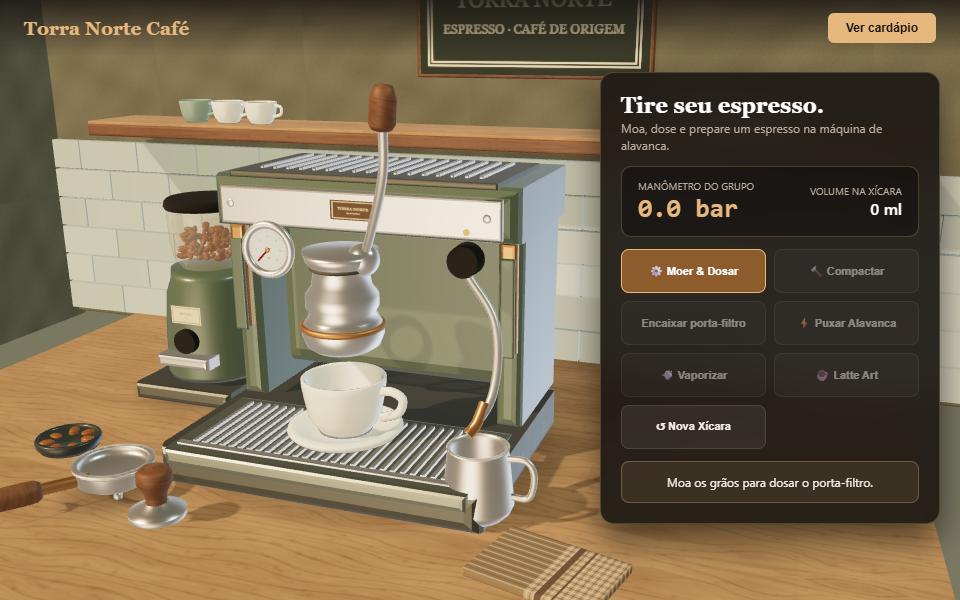 Torra Norte Café
Ver cardápio
TORRA NORTE
ESPRESSO · CAFÉ DE ORIGEM
TORRA NORTE
Tire seu espresso.
Moa, dose e prepare um espresso na máquina de
alavanca.
MANÔMETRO DO GRUPO
0.0 bar
VOLUME NA XÍCARA
0 ml
Moer & Dosar
Compactar
Encaixar porta-filtro
Puxar Alavanca
Vaporizar
Latte Art
↺ Nova Xícara
Moa os grãos para dosar o porta-filtro.